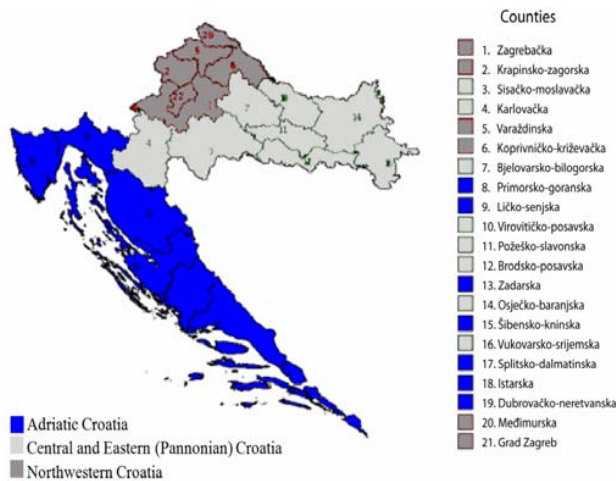 Counties
1. Zagrebačka
2. Krapinsko-zagorska
3. Sisačko-moslavačka
4. Karlovačka
5. Varaždinska
6. Koprivničko-križevačka
7. Bjelovarsko-bilogorska
8. Primorsko-goranska
9. Ličko-senjska
10. Virovitičko-posavska
11. Požeško-slavonska
12. Brodsko-posavska
13. Zadarska
14. Osječko-baranjska
15. Šibensko-kninska
16. Vukovarsko-srijemska
17. Splitsko-dalmatinska
18. Istarska
19. Dubrovačko-neretvanska
20. Međimurska
21. Grad Zagreb
Adriatic Croatia
Central and Eastern (Pannonian) Croatia
Northwestern Croatia